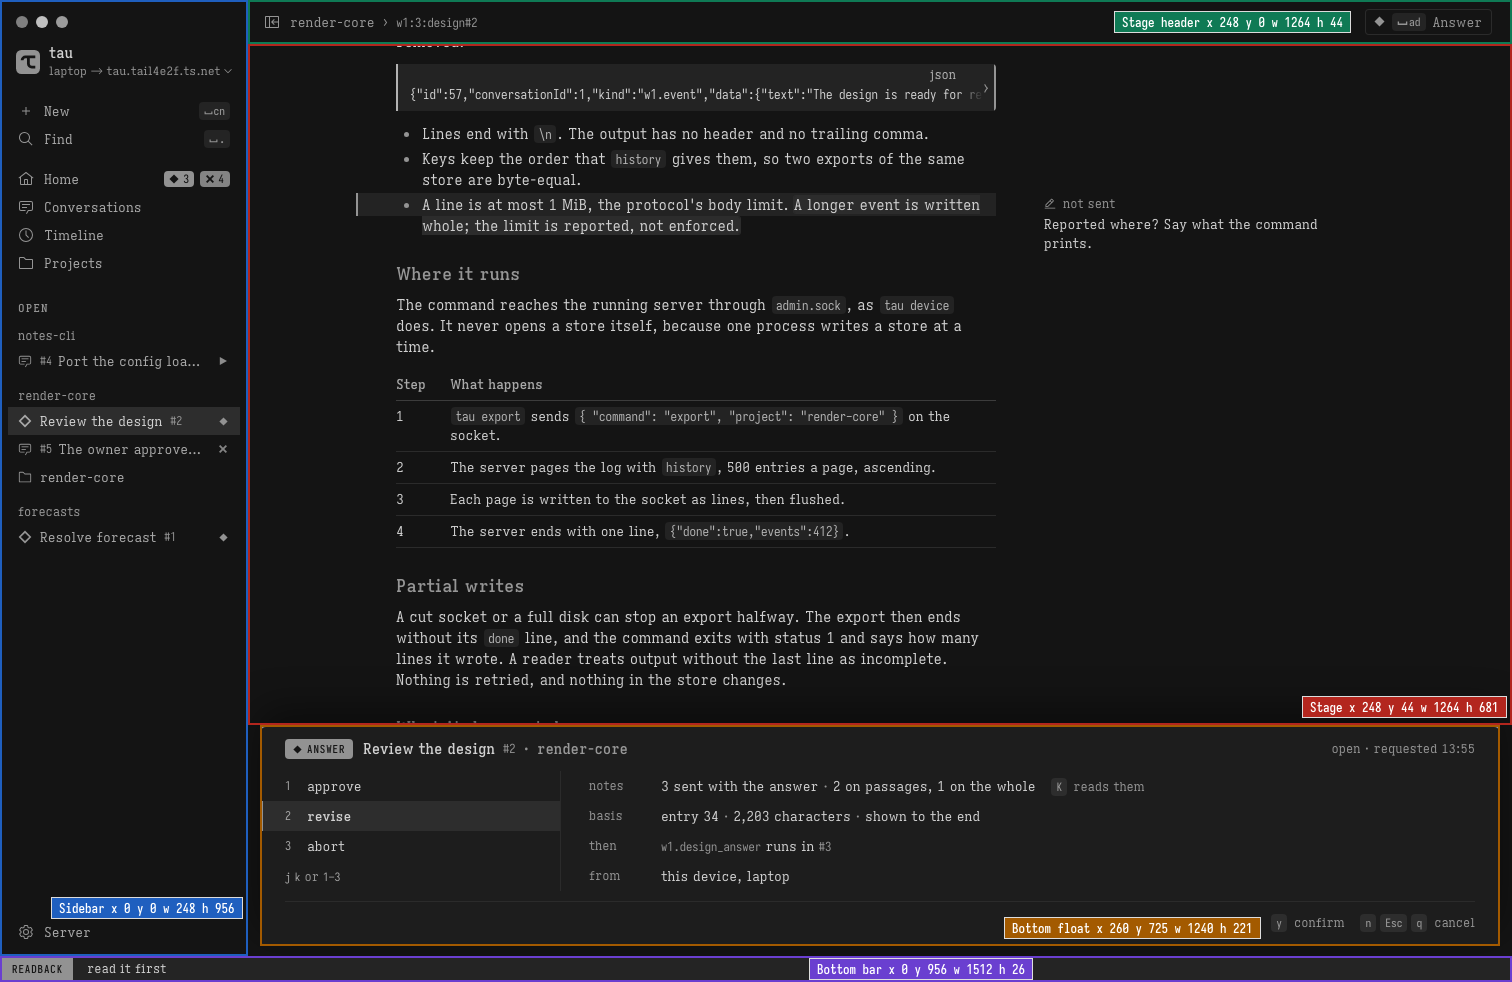 tau
laptop → tau.tail4e2f.ts.net
+ New ⎵cn
Find ⎵.
Home ◆ 3 ✕ 4
Conversations
Timeline
Projects
OPEN
notes-cli
#4 Port the config loa... ▶
render-core
Review the design #2 ◆
#5 The owner approve... ✕
render-core
forecasts
Resolve forecast #1 ◆
Sidebar x 0 y 0 w 248 h 956
Server
render-core › w1:3:design#2
Stage header x 248 y 0 w 1264 h 44
◆ ⎵ad Answer
json
{"id":57,"conversationId":1,"kind":"w1.event","data":{"text":"The design is ready for re
• Lines end with \n. The output has no header and no trailing comma.
• Keys keep the order that history gives them, so two exports of the same
store are byte-equal.
• A line is at most 1 MiB, the protocol's body limit. A longer event is written
whole; the limit is reported, not enforced.
not sent
Reported where? Say what the command
prints.
Where it runs
The command reaches the running server through admin.sock, as tau device
does. It never opens a store itself, because one process writes a store at a
time.
Step What happens
1 tau export sends { "command": "export", "project": "render-core" } on the
socket.
2 The server pages the log with history, 500 entries a page, ascending.
3 Each page is written to the socket as lines, then flushed.
4 The server ends with one line, {"done":true,"events":412}.
Partial writes
A cut socket or a full disk can stop an export halfway. The export then ends
without its done line, and the command exits with status 1 and says how many
lines it wrote. A reader treats output without the last line as incomplete.
Nothing is retried, and nothing in the store changes.
Stage x 248 y 44 w 1264 h 681
◆ ANSWER Review the design #2 · render-core
open · requested 13:55
1 approve
2 revise
3 abort
j k or 1-3
notes 3 sent with the answer · 2 on passages, 1 on the whole K reads them
basis entry 34 · 2,203 characters · shown to the end
then w1.design_answer runs in #3
from this device, laptop
Bottom float x 260 y 725 w 1240 h 221
y confirm n Esc q cancel
READBACK read it first
Bottom bar x 0 y 956 w 1512 h 26